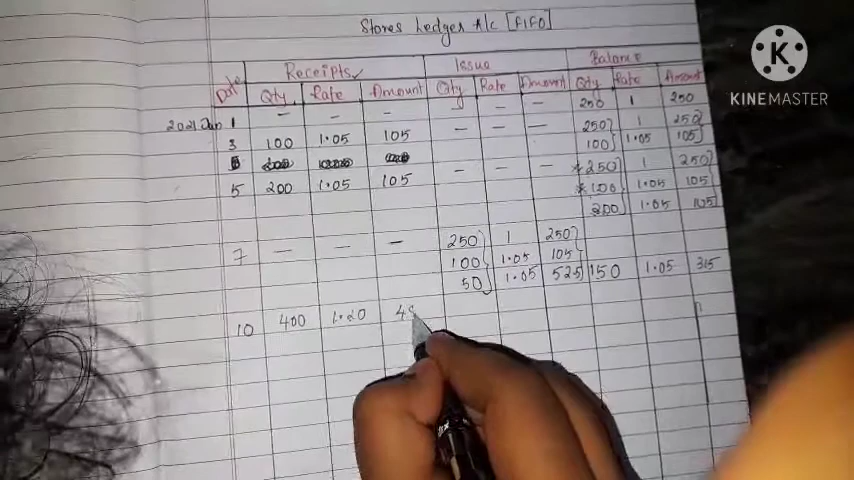 Stores Ledger A/c [FIFO]
Date Receipts Issue Balance
Qty Rate Amount Qty Rate Amount Qty Rate Amount
2021 Jan 1 - - - - - - 250 1 250
3 100 1.05 105 - - - 250 1 250
100 1.05 105
5 200 1.05 105 - - - *250 1 250
*100 1.05 105
200 1.05 105
7 - - - 250 1 250
100 1.05 105
50 1.05 525 150 1.05 315
10 400 1.20 48
K
KINEMASTER